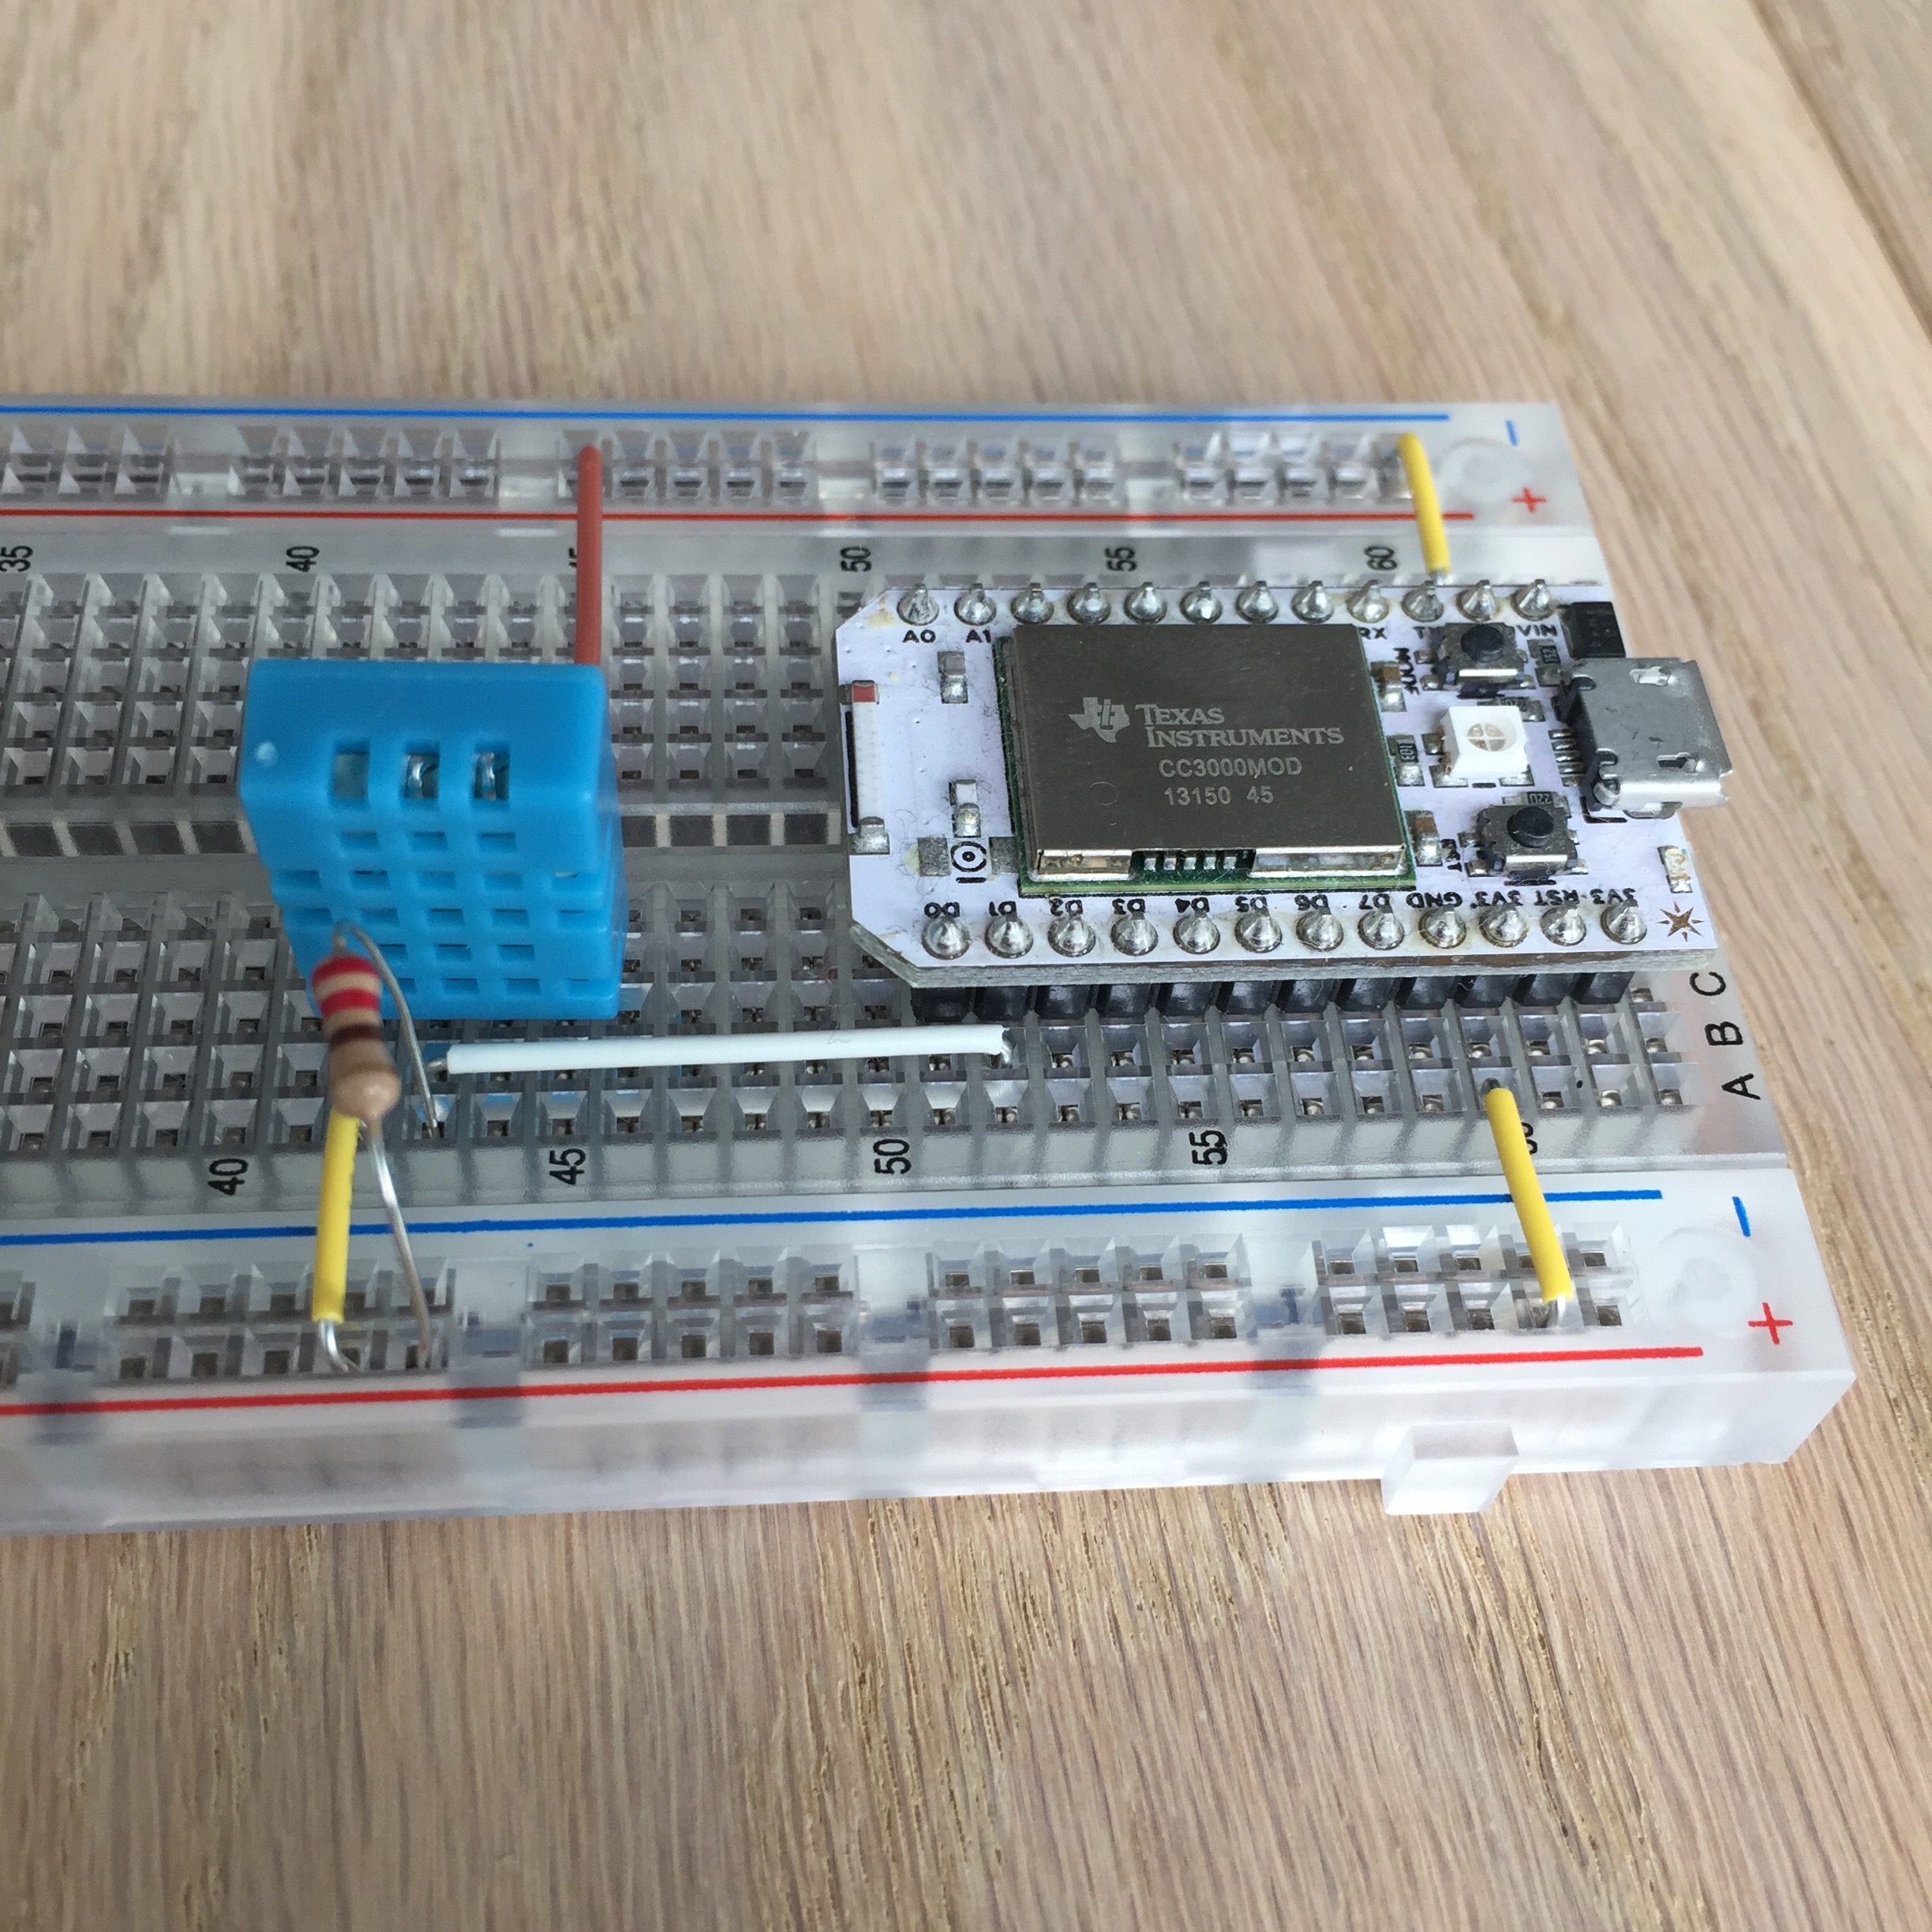 -
+
35 40 50 55 60
A0 A1 RX VIN
TEXAS
INSTRUMENTS
CC3000MOD
13150 45
D0 D1 D2 D3 D4 D5 D6 D7 GND 3V3* RST 3V3
C
B
A
40 45 50 55
-
+